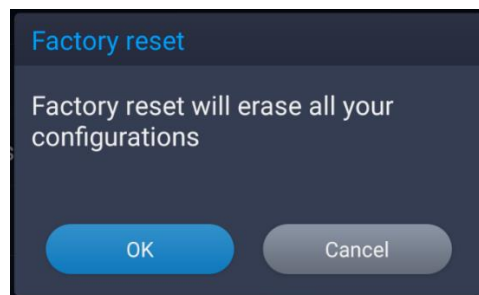 Factory reset
Factory reset will erase all your
configurations
OK
Cancel